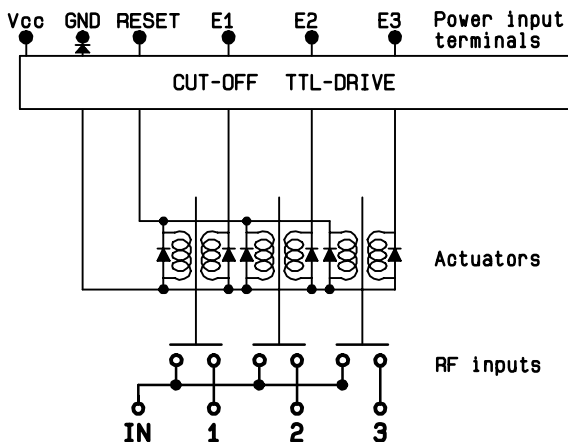 Vcc GND RESET E1 E2 E3 Power input
terminals
CUT-OFF TTL-DRIVE
Actuators
RF inputs
IN 1 2 3